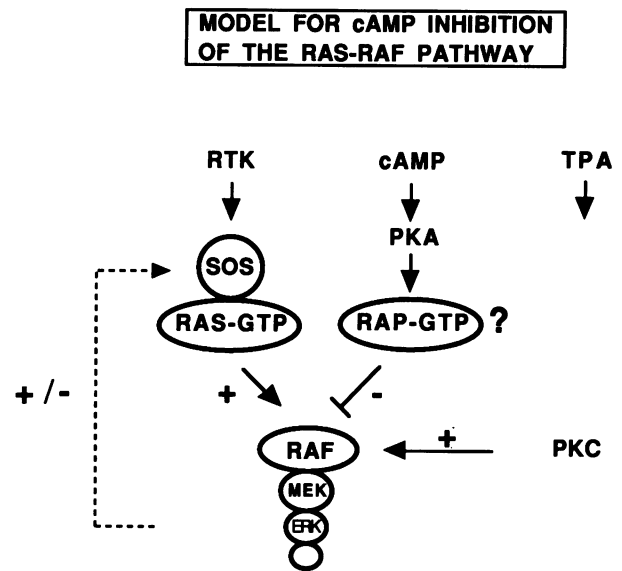 MODEL FOR cAMP INHIBITION
OF THE RAS-RAF PATHWAY
RTK cAMP TPA
PKA
SOS
RAS-GTP RAP-GTP ?
+ /- + -
RAF + PKC
MEK
ERK